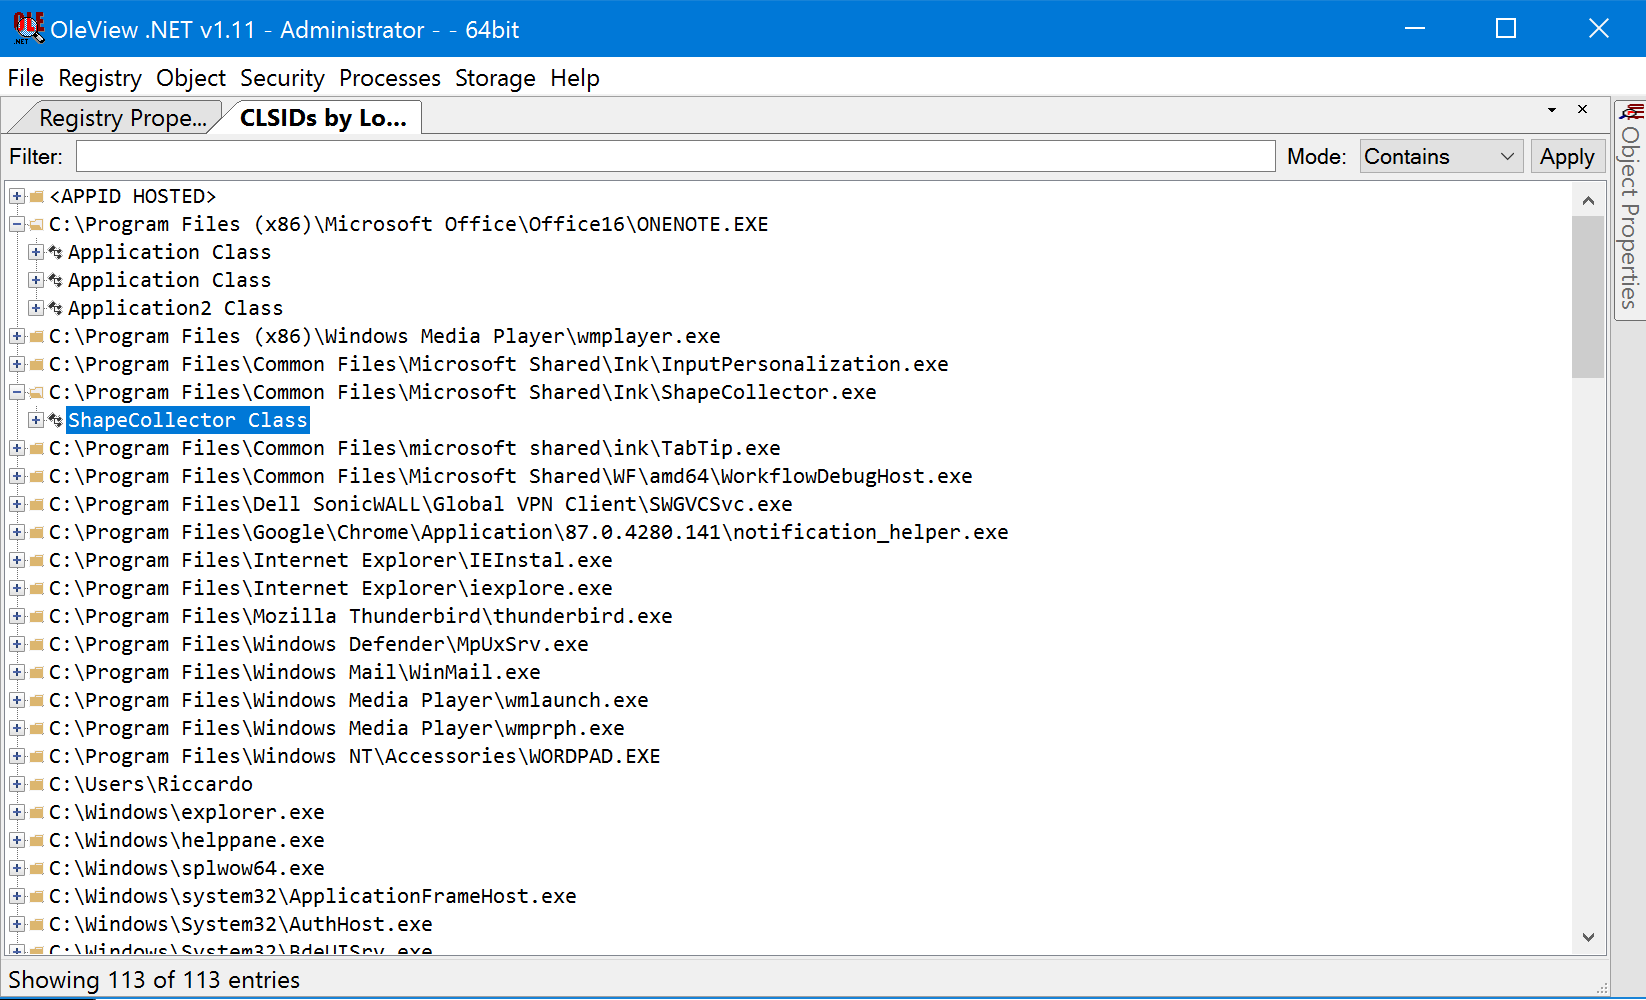 OleView .NET v1.11 - Administrator - - 64bit
File Registry Object Security Processes Storage Help
Registry Prope... CLSIDs by Lo...
Filter: Mode: Contains Apply
<APPID HOSTED>
C:\Program Files (x86)\Microsoft Office\Office16\ONENOTE.EXE
Application Class
Application Class
Application2 Class
C:\Program Files (x86)\Windows Media Player\wmplayer.exe
C:\Program Files\Common Files\Microsoft Shared\Ink\InputPersonalization.exe
C:\Program Files\Common Files\Microsoft Shared\Ink\ShapeCollector.exe
ShapeCollector Class
C:\Program Files\Common Files\microsoft shared\ink\TabTip.exe
C:\Program Files\Common Files\Microsoft Shared\WF\amd64\WorkflowDebugHost.exe
C:\Program Files\Dell SonicWALL\Global VPN Client\SWGVCSvc.exe
C:\Program Files\Google\Chrome\Application\87.0.4280.141\notification_helper.exe
C:\Program Files\Internet Explorer\IEInstal.exe
C:\Program Files\Internet Explorer\iexplore.exe
C:\Program Files\Mozilla Thunderbird\thunderbird.exe
C:\Program Files\Windows Defender\MpUxSrv.exe
C:\Program Files\Windows Mail\WinMail.exe
C:\Program Files\Windows Media Player\wmlaunch.exe
C:\Program Files\Windows Media Player\wmprph.exe
C:\Program Files\Windows NT\Accessories\WORDPAD.EXE
C:\Users\Riccardo
C:\Windows\explorer.exe
C:\Windows\helppane.exe
C:\Windows\splwow64.exe
C:\Windows\system32\ApplicationFrameHost.exe
C:\Windows\System32\AuthHost.exe
C:\Windows\System32\BdeUISrv.exe
Showing 113 of 113 entries
Object Properties